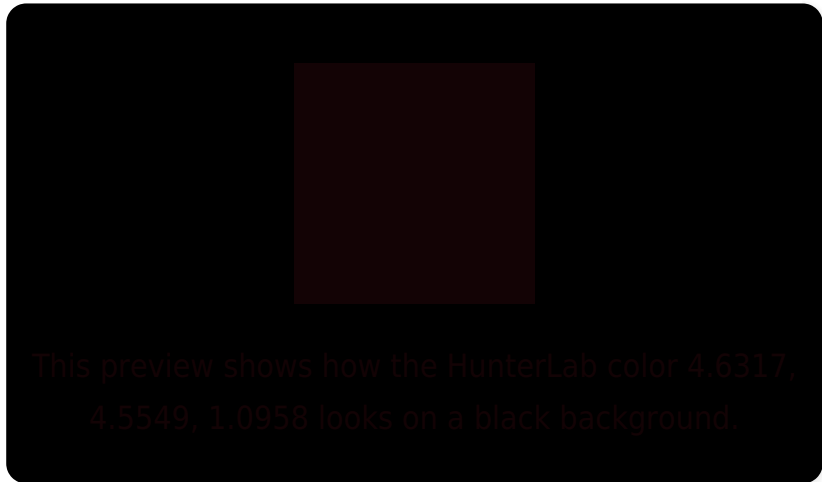 This preview shows how the HunterLab color 4.6317,
4.5549, 1.0958 looks on a black background.